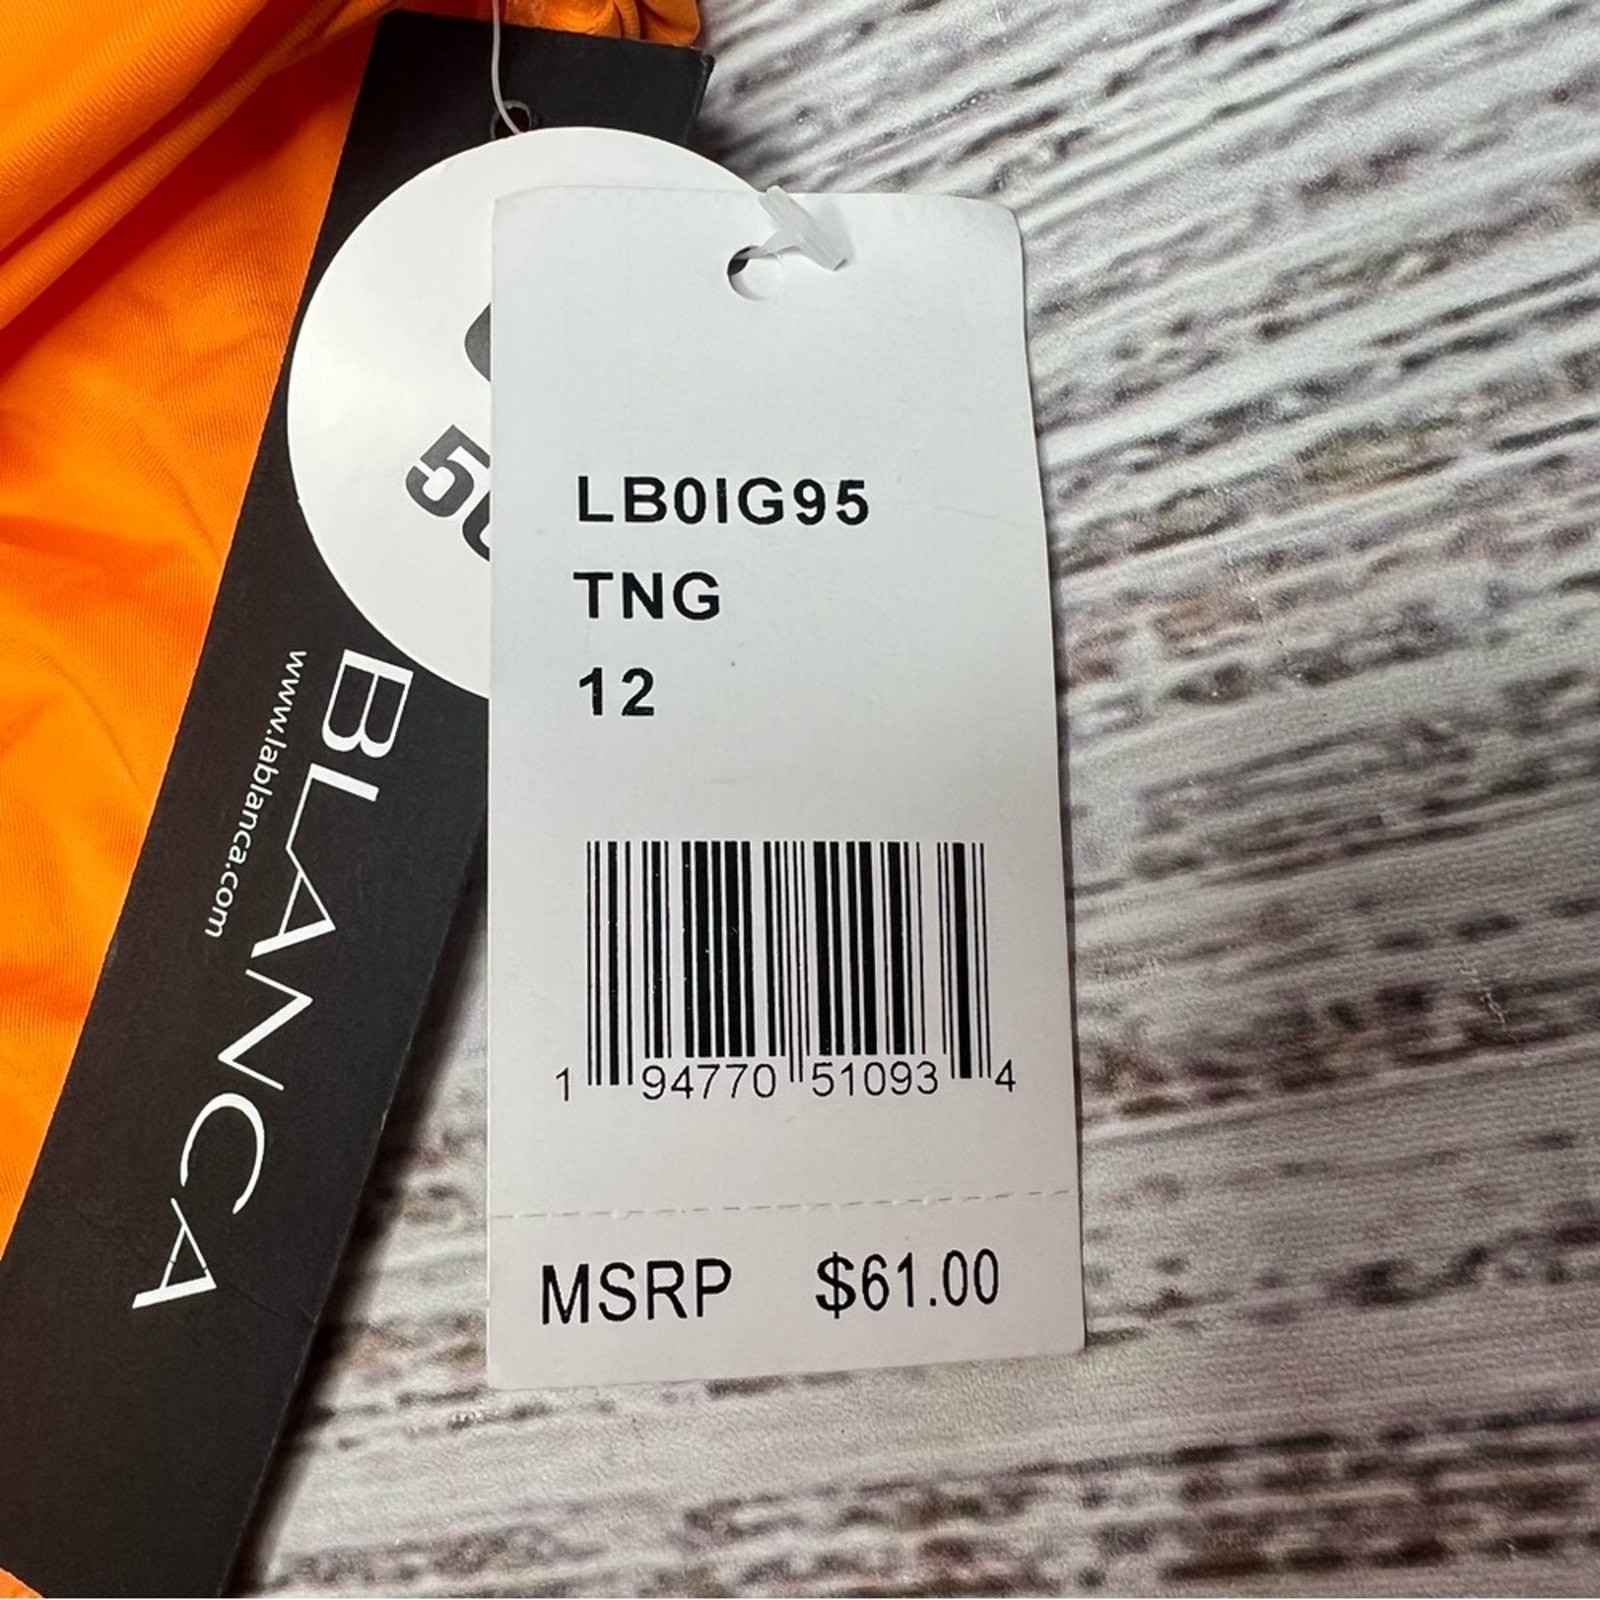 LB0IG95
TNG
12
1 94770 51093 4
MSRP $61.00
BLANCA
www.lablanca.com